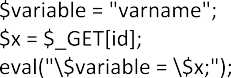 $variable = "varname";
$x = $_GET[id];
eval("\$variable = \$x;");